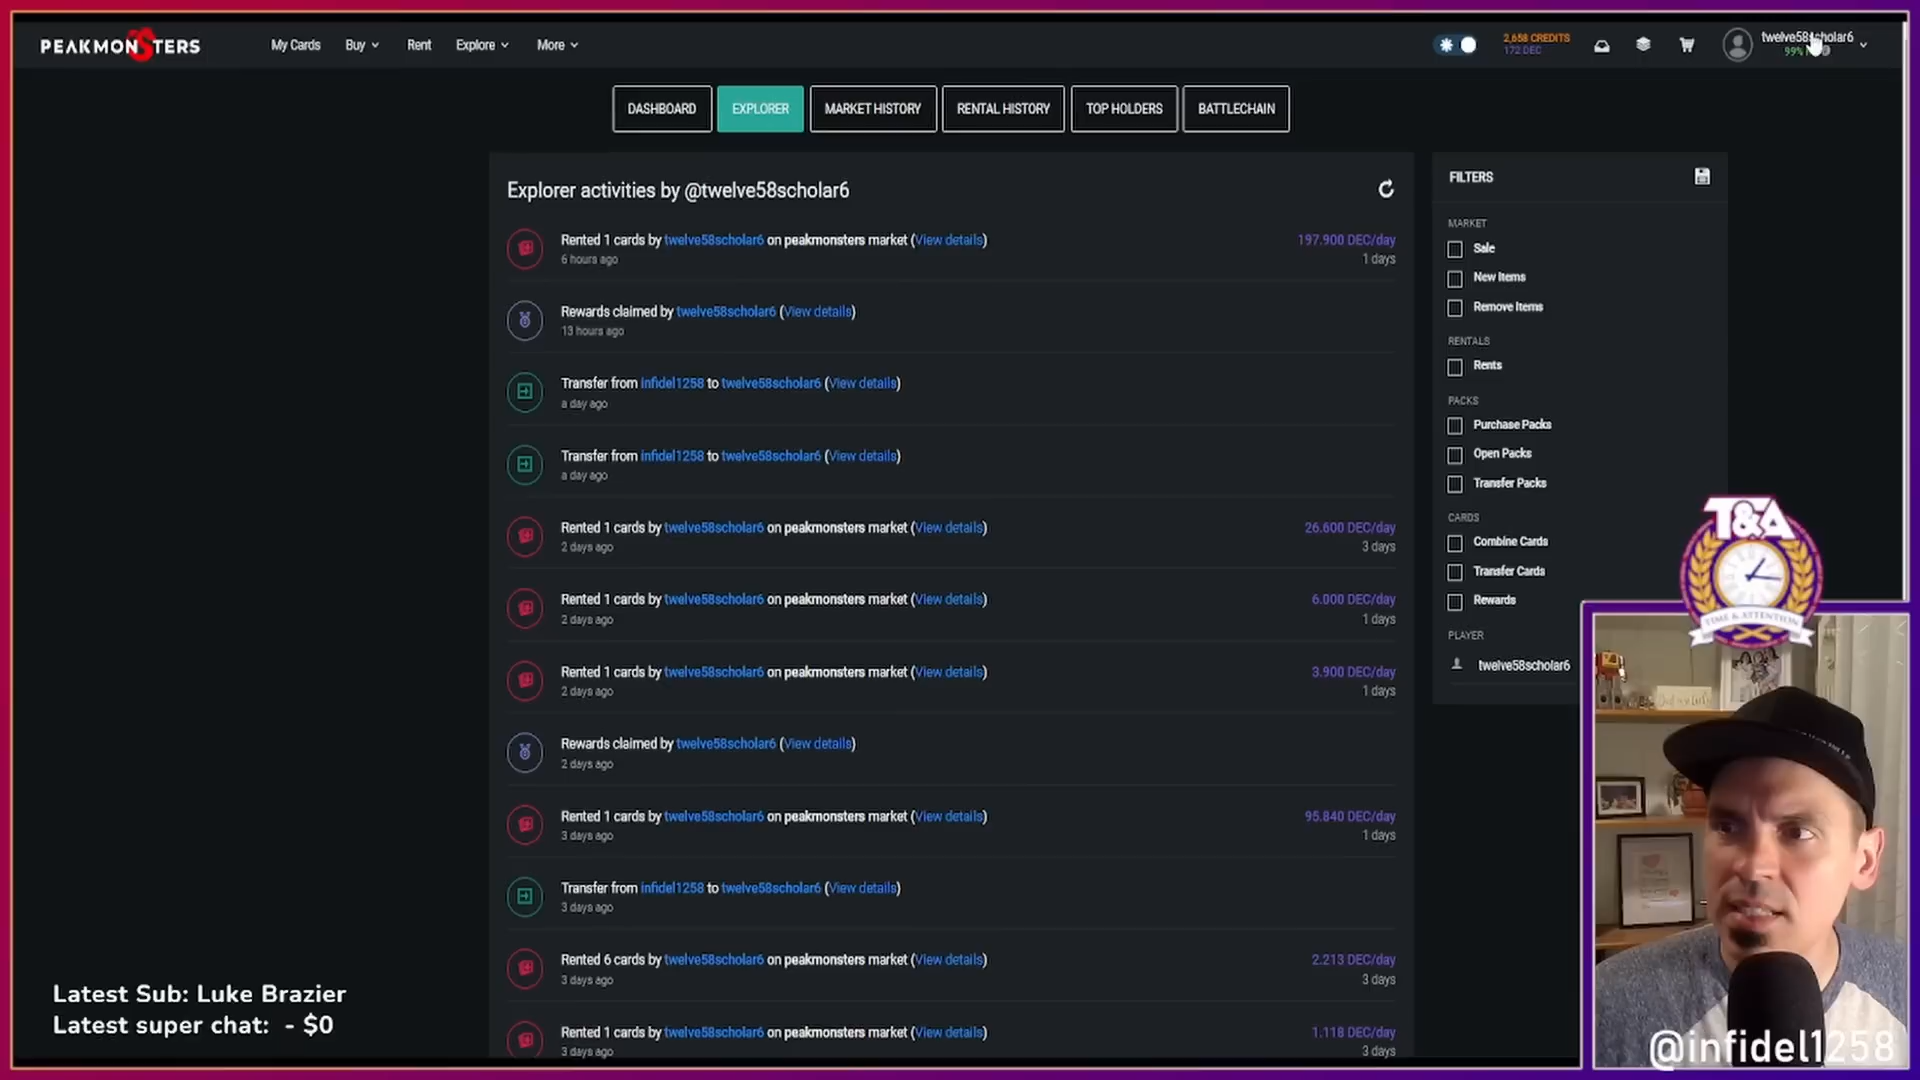 PEAKMONSTERS
My Cards
Buy
Rent
Explore
More
2,658 CREDITS
172 DEC
twelve58scholar6
99%
DASHBOARD
EXPLORER
MARKET HISTORY
RENTAL HISTORY
TOP HOLDERS
BATTLECHAIN
Explorer activities by @twelve58scholar6
Rented 1 cards by twelve58scholar6 on peakmonsters market (View details)
197.900 DEC/day
6 hours ago
1 days
Rewards claimed by twelve58scholar6 (View details)
13 hours ago
Transfer from infidel1258 to twelve58scholar6 (View details)
a day ago
Transfer from infidel1258 to twelve58scholar6 (View details)
a day ago
Rented 1 cards by twelve58scholar6 on peakmonsters market (View details)
26.600 DEC/day
2 days ago
3 days
Rented 1 cards by twelve58scholar6 on peakmonsters market (View details)
6.000 DEC/day
2 days ago
1 days
Rented 1 cards by twelve58scholar6 on peakmonsters market (View details)
3.900 DEC/day
2 days ago
1 days
Rewards claimed by twelve58scholar6 (View details)
2 days ago
Rented 1 cards by twelve58scholar6 on peakmonsters market (View details)
95.840 DEC/day
3 days ago
1 days
Transfer from infidel1258 to twelve58scholar6 (View details)
3 days ago
Rented 6 cards by twelve58scholar6 on peakmonsters market (View details)
2.213 DEC/day
3 days ago
3 days
Rented 1 cards by twelve58scholar6 on peakmonsters market (View details)
1.118 DEC/day
3 days ago
3 days
FILTERS
MARKET
Sale
New Items
Remove Items
RENTALS
Rents
PACKS
Purchase Packs
Open Packs
Transfer Packs
CARDS
Combine Cards
Transfer Cards
Rewards
PLAYER
twelve58scholar6
T&A
TIME & ATTENTION
Latest Sub: Luke Brazier
Latest super chat: - $0
@infidel1258